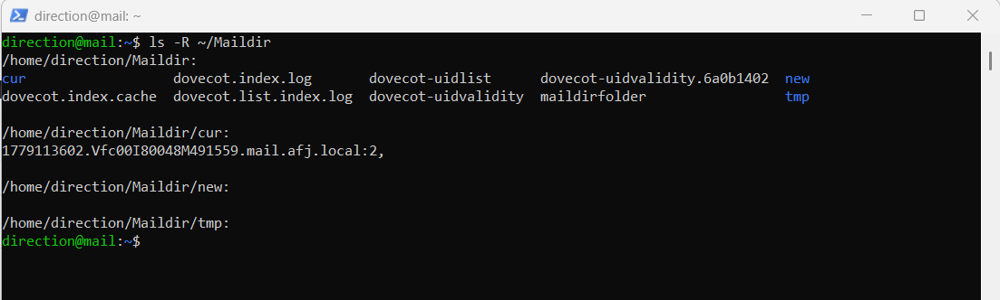 direction@mail: ~
direction@mail:~$ ls -R ~/Maildir
/home/direction/Maildir:
cur dovecot.index.log dovecot-uidlist dovecot-uidvalidity.6a0b1402 new
dovecot.index.cache dovecot.list.index.log dovecot-uidvalidity maildirfolder tmp
/home/direction/Maildir/cur:
1779113602.Vfc00I80048M491559.mail.afj.local:2,
/home/direction/Maildir/new:
/home/direction/Maildir/tmp:
direction@mail:~$